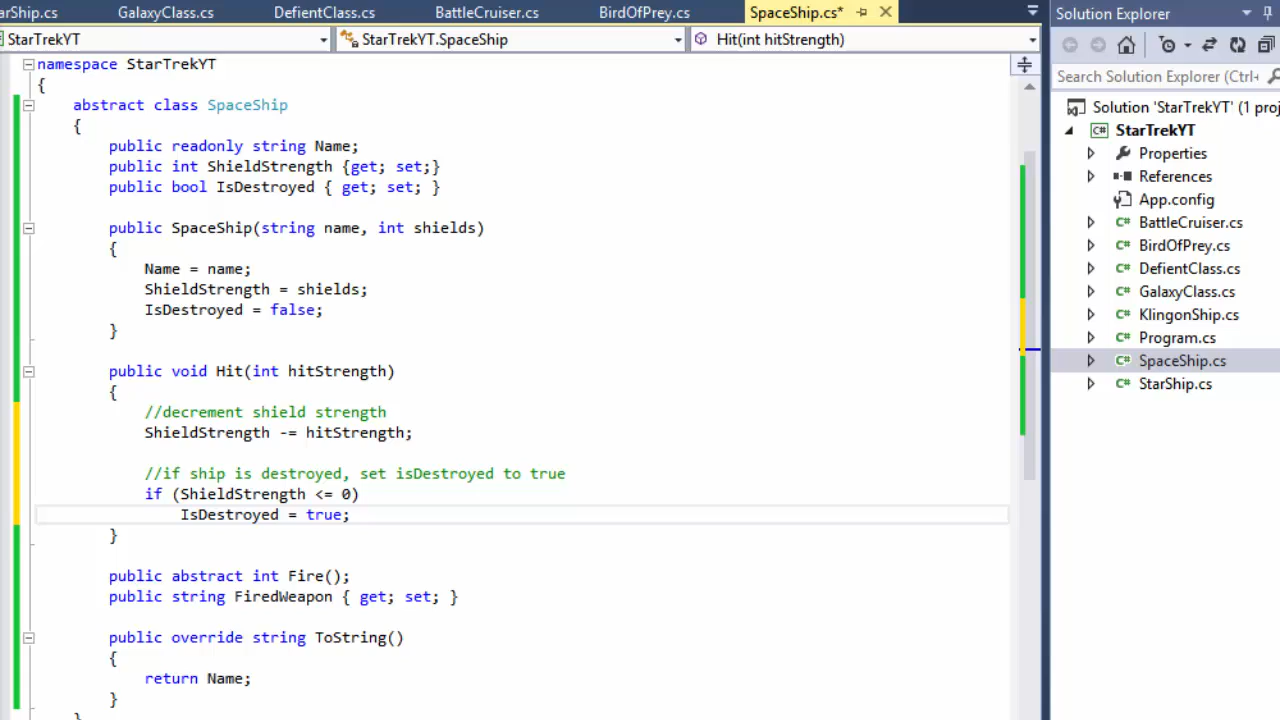 arShip.cs GalaxyClass.cs DefientClass.cs BattleCruiser.cs BirdOfPrey.cs SpaceShip.cs*
StarTrekYT StarTrekYT.SpaceShip Hit(int hitStrength)
namespace StarTrekYT
{
abstract class SpaceShip
{
public readonly string Name;
public int ShieldStrength {get; set;}
public bool IsDestroyed { get; set; }
public SpaceShip(string name, int shields)
{
Name = name;
ShieldStrength = shields;
IsDestroyed = false;
}
public void Hit(int hitStrength)
{
//decrement shield strength
ShieldStrength -= hitStrength;
//if ship is destroyed, set isDestroyed to true
if (ShieldStrength <= 0)
IsDestroyed = true;
}
public abstract int Fire();
public string FiredWeapon { get; set; }
public override string ToString()
{
return Name;
}
}
Solution Explorer
Search Solution Explorer (Ctrl+
Solution 'StarTrekYT' (1 proj
C# StarTrekYT
Properties
References
App.config
C# BattleCruiser.cs
C# BirdOfPrey.cs
C# DefientClass.cs
C# GalaxyClass.cs
C# KlingonShip.cs
C# Program.cs
C# SpaceShip.cs
C# StarShip.cs